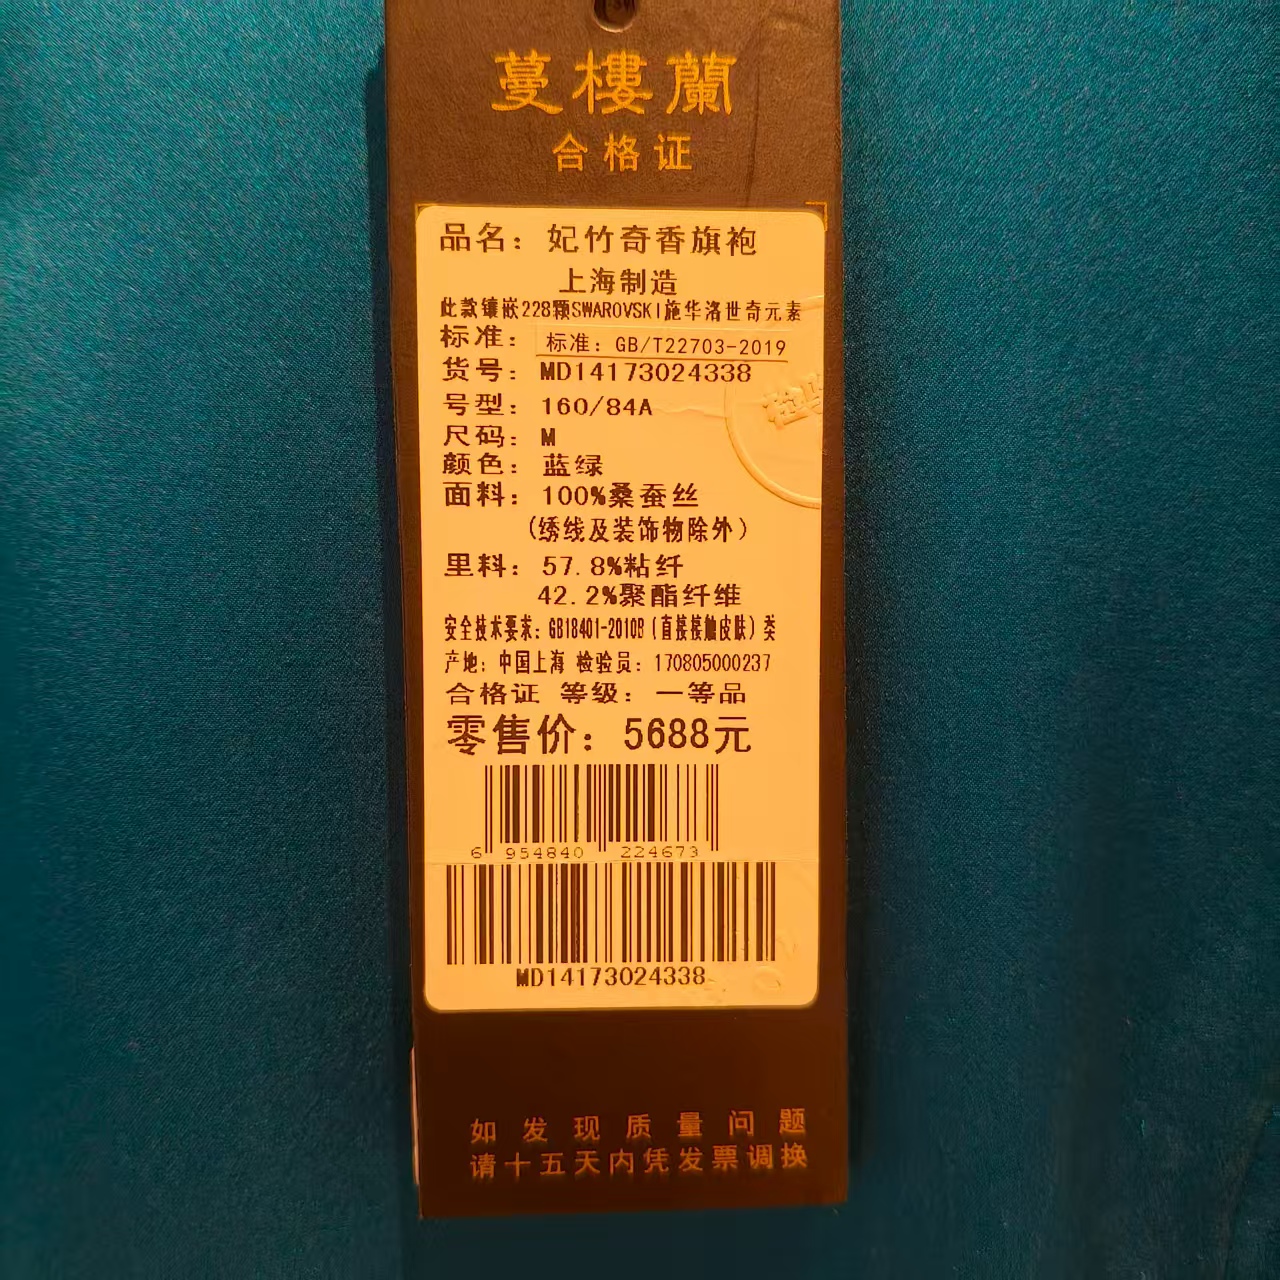 蔓樓蘭
合格证
品名：妃竹奇香旗袍
上海制造
此款镶嵌228颗SWAROVSKI施华洛世奇元素
标准：标准：GB/T22703-2019
货号：MD14173024338
号型：160/84A
尺码：M
颜色：蓝绿
面料：100%桑蚕丝
(绣线及装饰物除外)
里料：57.8%粘纤
42.2%聚酯纤维
安全技术要求：GB18401-2010B(直接接触皮肤)类
产地：中国上海 检验员：170805000237
合格证 等级：一等品
零售价：5688元
6 954840 224673
MD14173024338
如发现质量问题
请十五天内凭发票调换